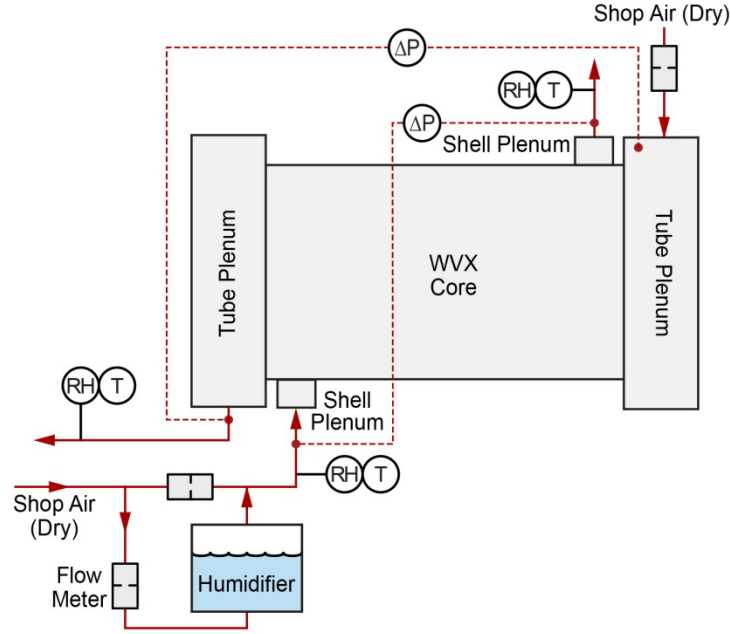 Shop Air (Dry)
ΔP
RH T
ΔP
Shell Plenum
Tube Plenum
WVX
Core
Tube Plenum
RH T
Shell
Plenum
RH T
Shop Air
(Dry)
Flow
Meter
Humidifier